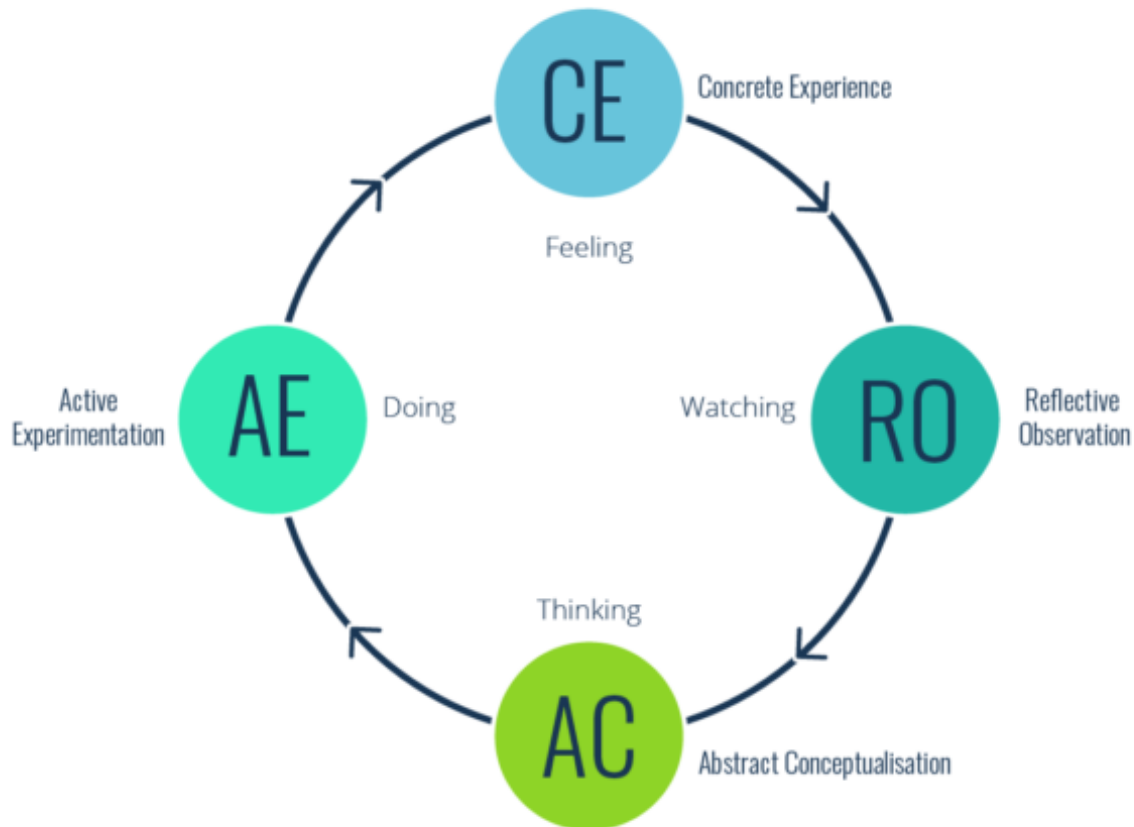 CE
Concrete Experience
Feeling
Active
Experimentation
AE
Doing
Watching
RO
Reflective
Observation
Thinking
AC
Abstract Conceptualisation